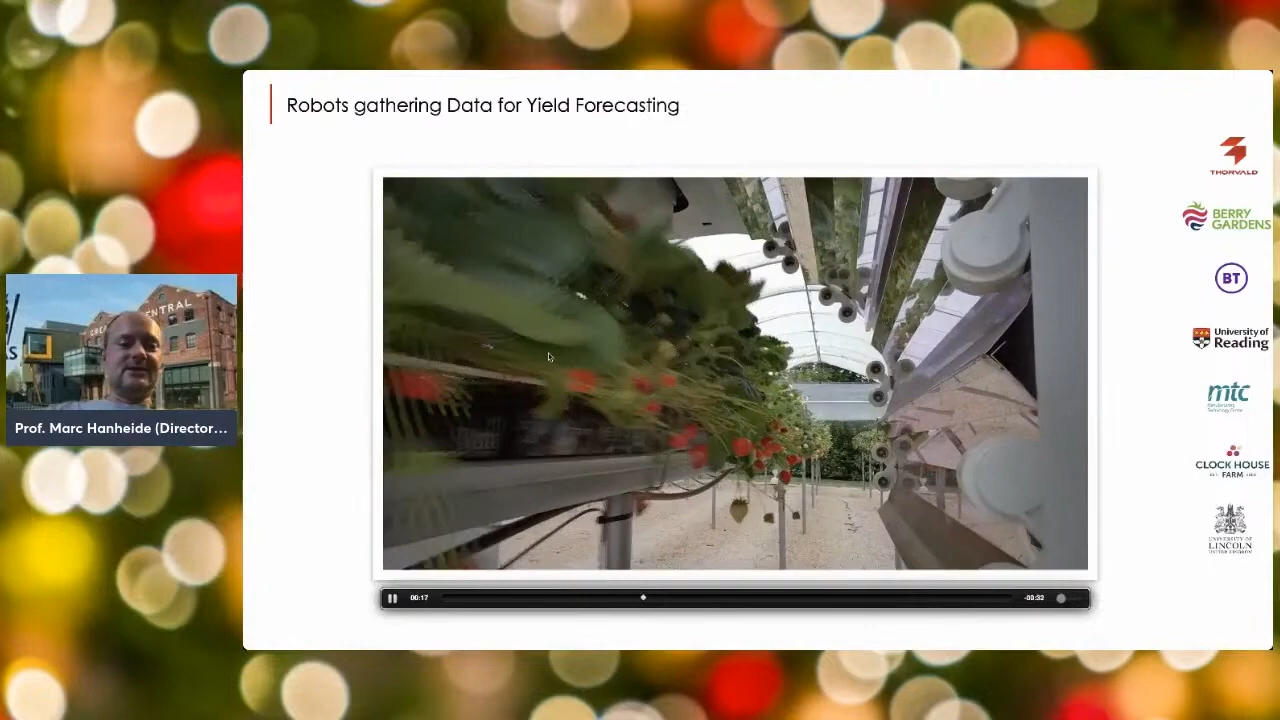 Robots gathering Data for Yield Forecasting
THORVALD
BERRY
GARDENS
BT
University of
Reading
mtc
CLOCK HOUSE
FARM
UNIVERSITY OF
LINCOLN
CENTRAL
Prof. Marc Hanheide (Director…
00:17
-00:32